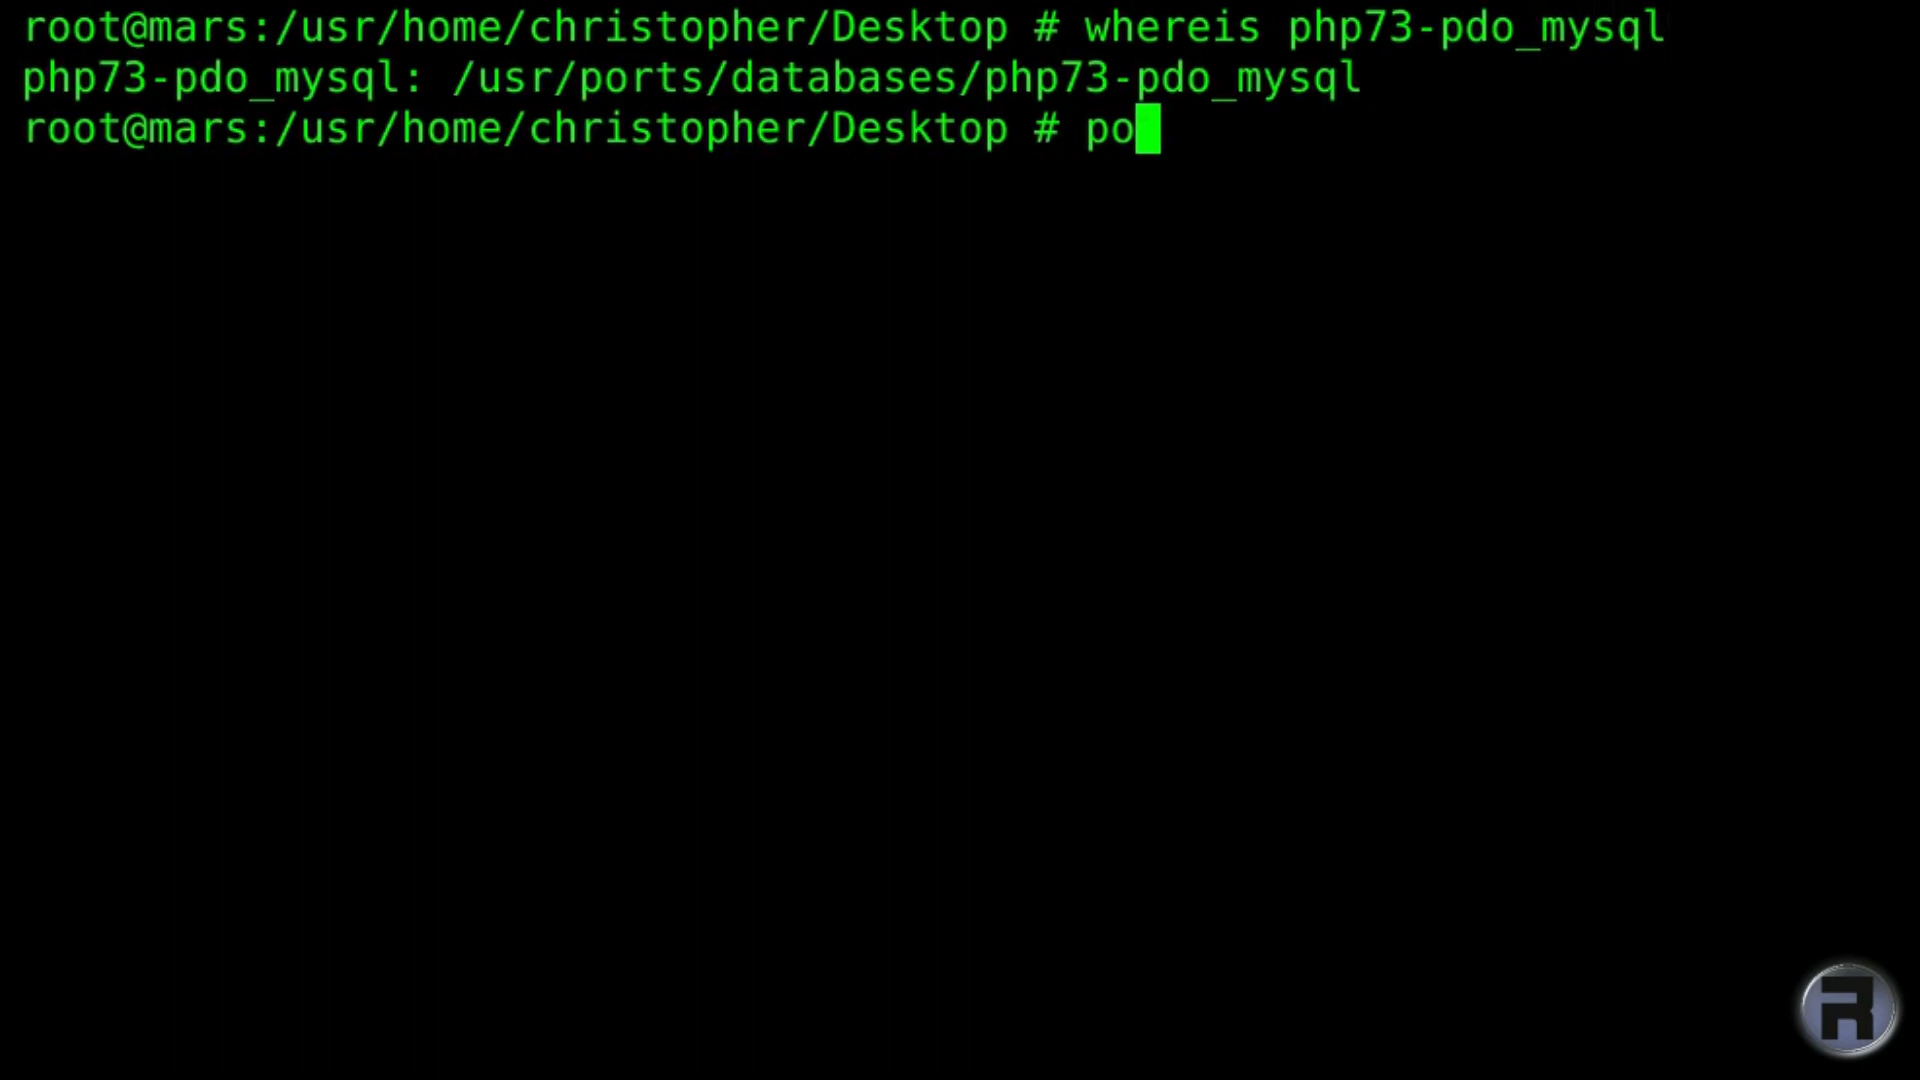 root@mars:/usr/home/christopher/Desktop # whereis php73-pdo_mysql
php73-pdo_mysql: /usr/ports/databases/php73-pdo_mysql
root@mars:/usr/home/christopher/Desktop # po
R